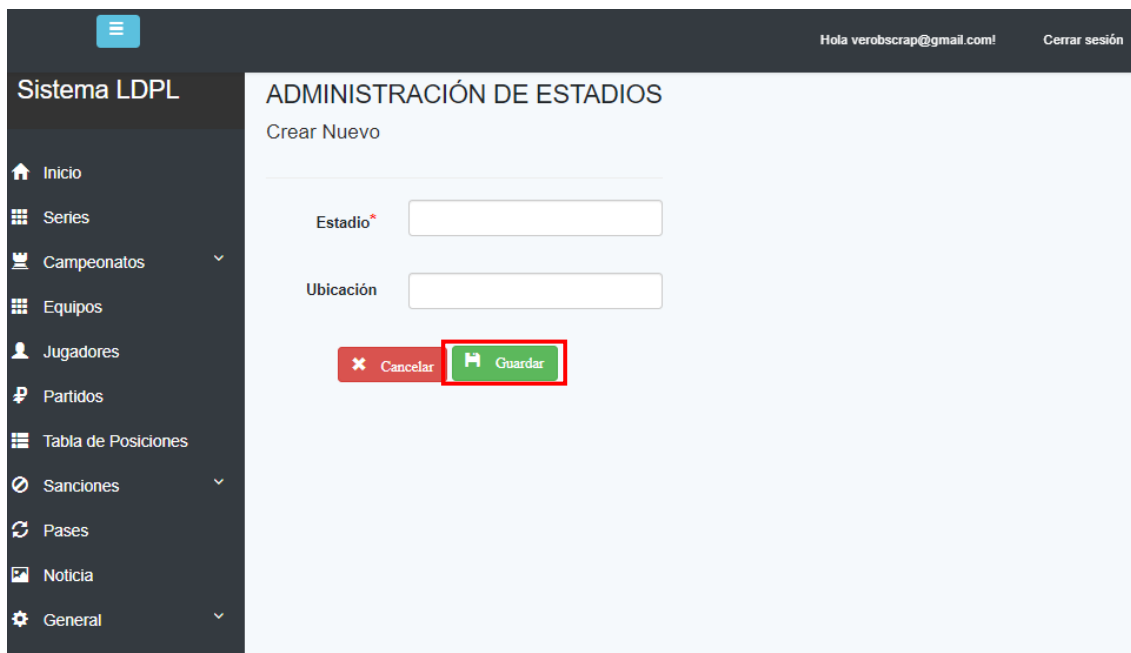 Hola verobscrap@gmail.com!
Cerrar sesión
Sistema LDPL
Inicio
Series
Campeonatos
Equipos
Jugadores
Partidos
Tabla de Posiciones
Sanciones
Pases
Noticia
General
ADMINISTRACIÓN DE ESTADIOS
Crear Nuevo
Estadio*
Ubicación
Cancelar
Guardar